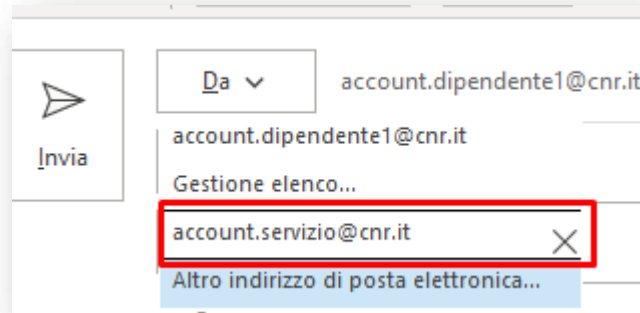 Da
account.dipendente1@cnr.it
Invia
account.dipendente1@cnr.it
Gestione elenco...
account.servizio@cnr.it
Altro indirizzo di posta elettronica...